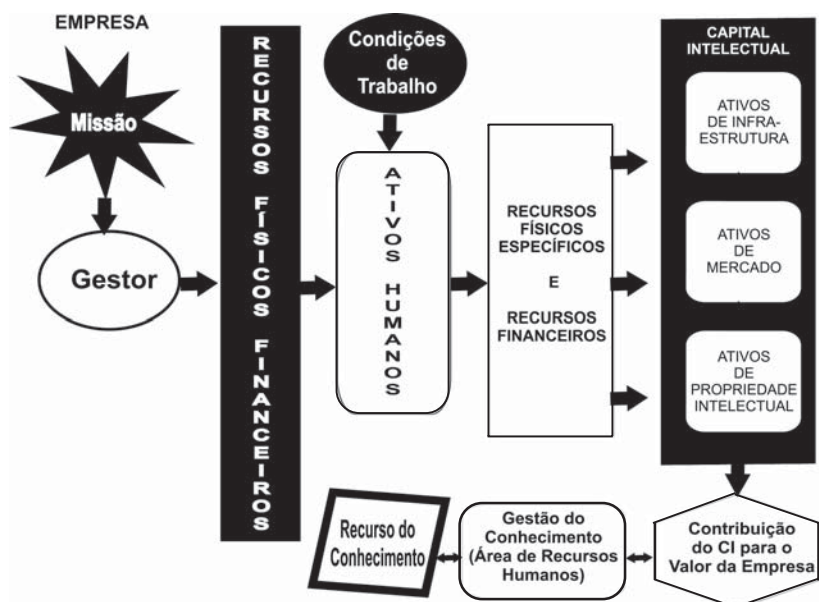 EMPRESA
Missão
Gestor
RECURSOS FÍSICOS FINANCEIROS
Condições
de
Trabalho
ATIVOS HUMANOS
RECURSOS
FÍSICOS
ESPECÍFICOS
E
RECURSOS
FINANCEIROS
CAPITAL
INTELECTUAL
ATIVOS
DE INFRA-
ESTRUTURA
ATIVOS
DE
MERCADO
ATIVOS
DE
PROPRIEDADE
INTELECTUAL
Recurso do
Conhecimento
Gestão do
Conhecimento
(Área de Recursos
Humanos)
Contribuição
do CI para o
Valor da Empresa